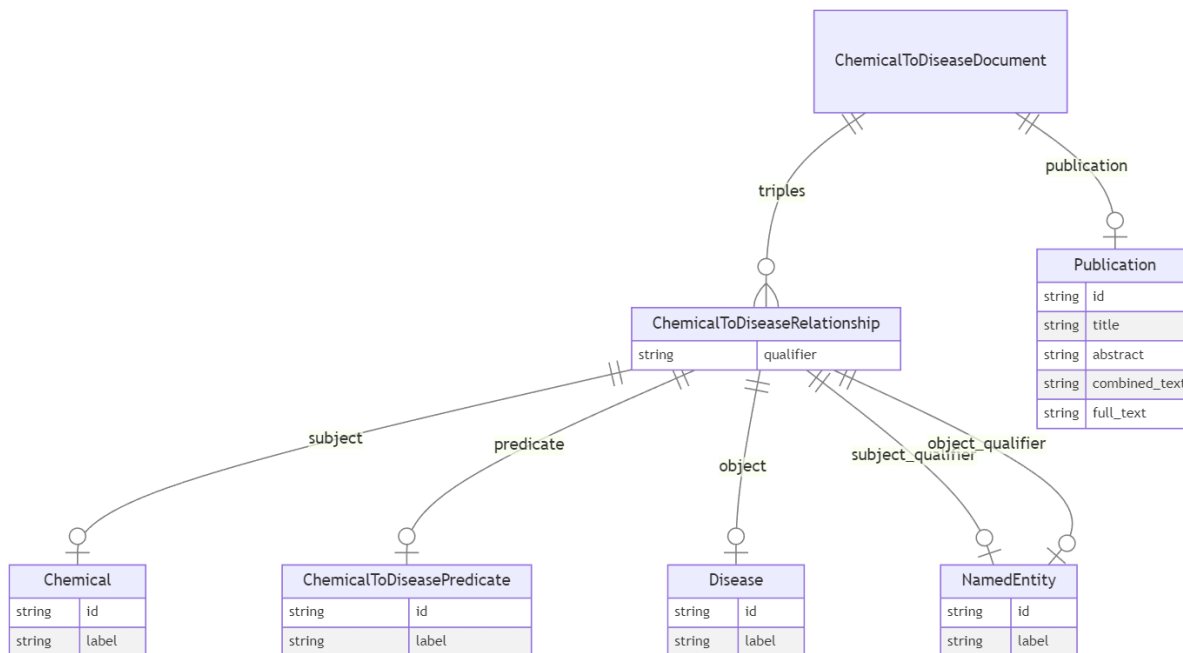 ChemicalToDiseaseDocument
publication
triples
Publication
string id
string title
string abstract
string combined_text
string full_text
ChemicalToDiseaseRelationship
string qualifier
subject
predicate
object
subject_qualifier
object_qualifier
Chemical
string id
string label
ChemicalToDiseasePredicate
string id
string label
Disease
string id
string label
NamedEntity
string id
string label